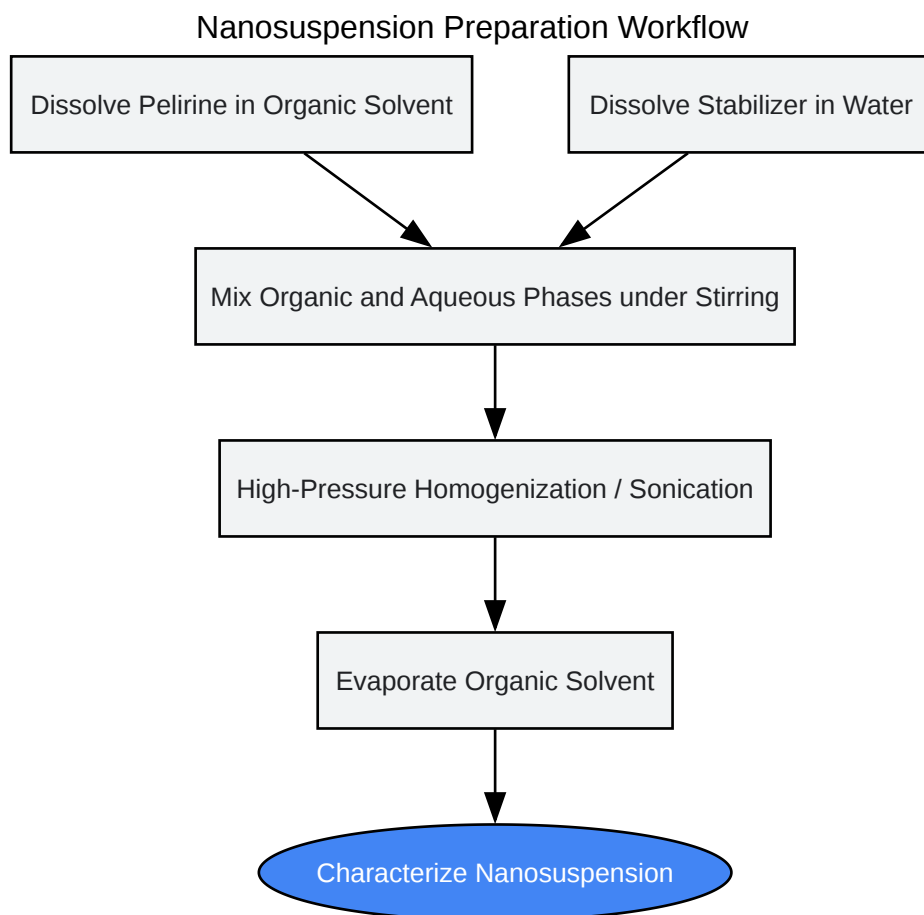 Nanosuspension Preparation Workflow
Dissolve Pelirine in Organic Solvent
Dissolve Stabilizer in Water
Mix Organic and Aqueous Phases under Stirring
High-Pressure Homogenization / Sonication
Evaporate Organic Solvent
Characterize Nanosuspension